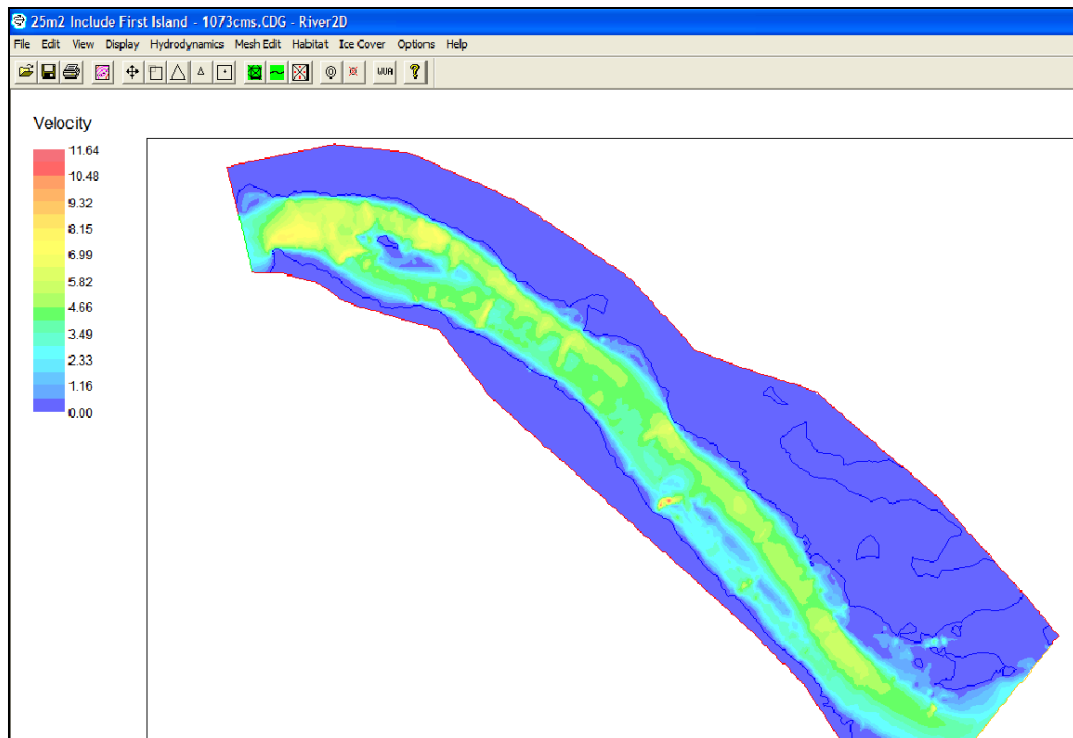 25m2 Include First Island - 1073cms.CDG - River2D
File Edit View Display Hydrodynamics Mesh Edit Habitat Ice Cover Options Help
WUA ?
Velocity
11.64
10.48
9.32
8.15
6.99
5.82
4.66
3.49
2.33
1.16
0.00